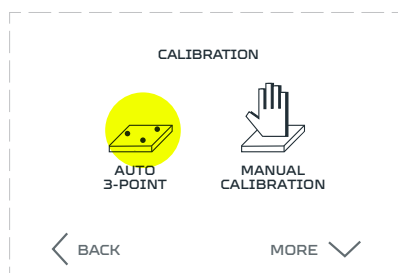 CALIBRATION
AUTO
3-POINT
MANUAL
CALIBRATION
BACK
MORE